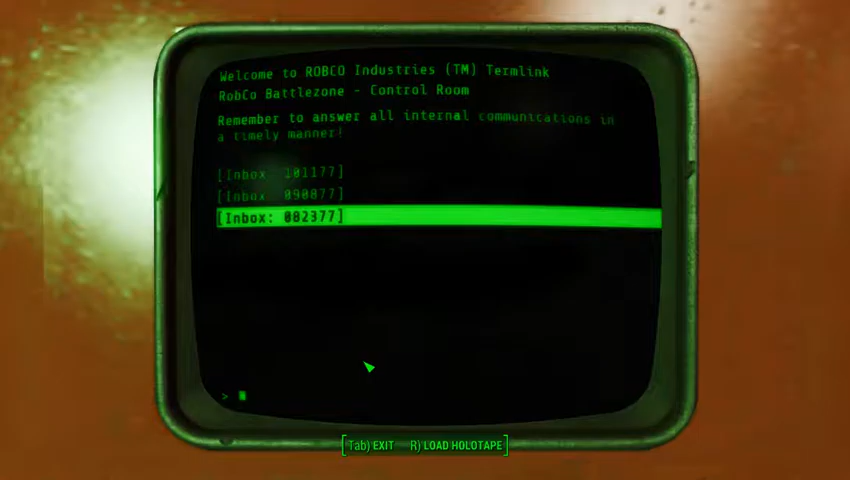 Welcome to ROBCO Industries (TM) Termlink
RobCo Battlezone - Control Room
Remember to answer all internal communications in
a timely manner!
[Inbox: 101177]
[Inbox: 090877]
[Inbox: 082377]
>
Tab) EXIT R) LOAD HOLOTAPE